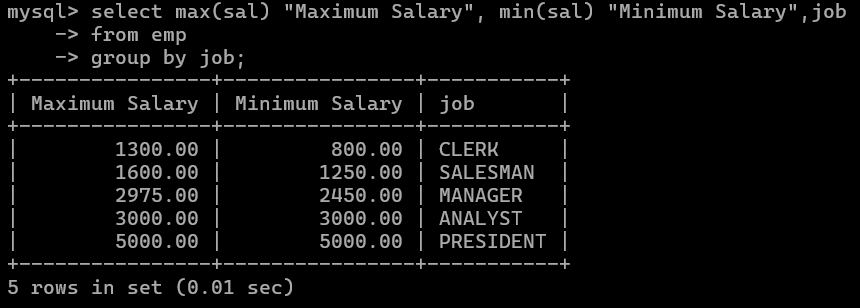 mysql> select max(sal) "Maximum Salary", min(sal) "Minimum Salary",job
    -> from emp
    -> group by job;
+----------------+----------------+-----------+
| Maximum Salary | Minimum Salary | job       |
+----------------+----------------+-----------+
|        1300.00 |         800.00 | CLERK     |
|        1600.00 |        1250.00 | SALESMAN  |
|        2975.00 |        2450.00 | MANAGER   |
|        3000.00 |        3000.00 | ANALYST   |
|        5000.00 |        5000.00 | PRESIDENT |
+----------------+----------------+-----------+
5 rows in set (0.01 sec)